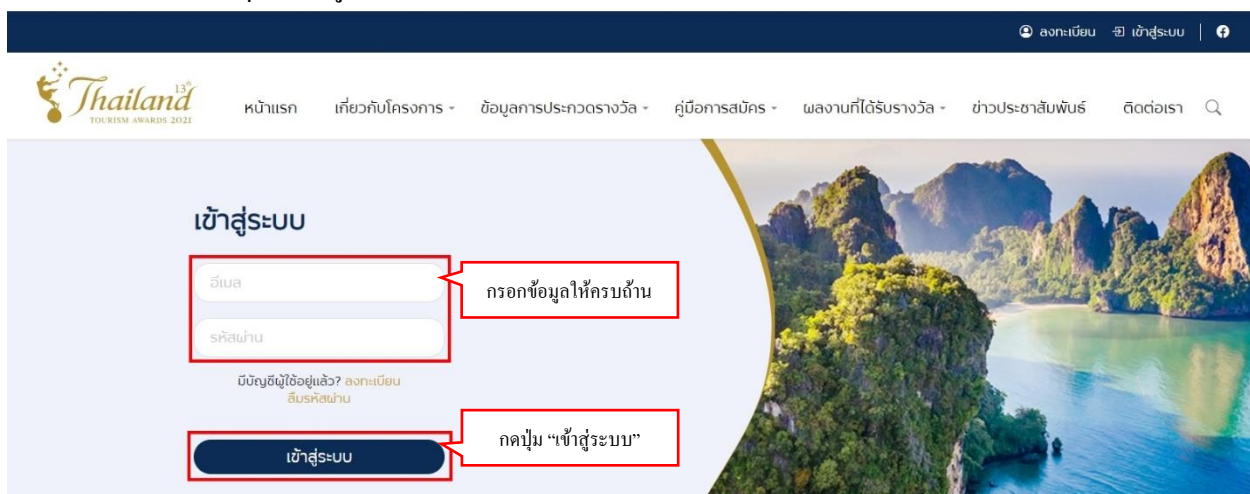 ลงทะเบียน เข้าสู่ระบบ
Thailand 13th
TOURISM AWARDS 2021
หน้าแรก เกี่ยวกับโครงการ ข้อมูลการประกวดรางวัล คู่มือการสมัคร ผลงานที่ได้รับรางวัล ข่าวประชาสัมพันธ์ ติดต่อเรา
เข้าสู่ระบบ
อีเมล
กรอกข้อมูลให้ครบถ้าน
รหัสผ่าน
มีบัญชีผู้ใช้อยู่แล้ว? ลงทะเบียน
ลืมรหัสผ่าน
กดปุ่ม “เข้าสู่ระบบ”
เข้าสู่ระบบ